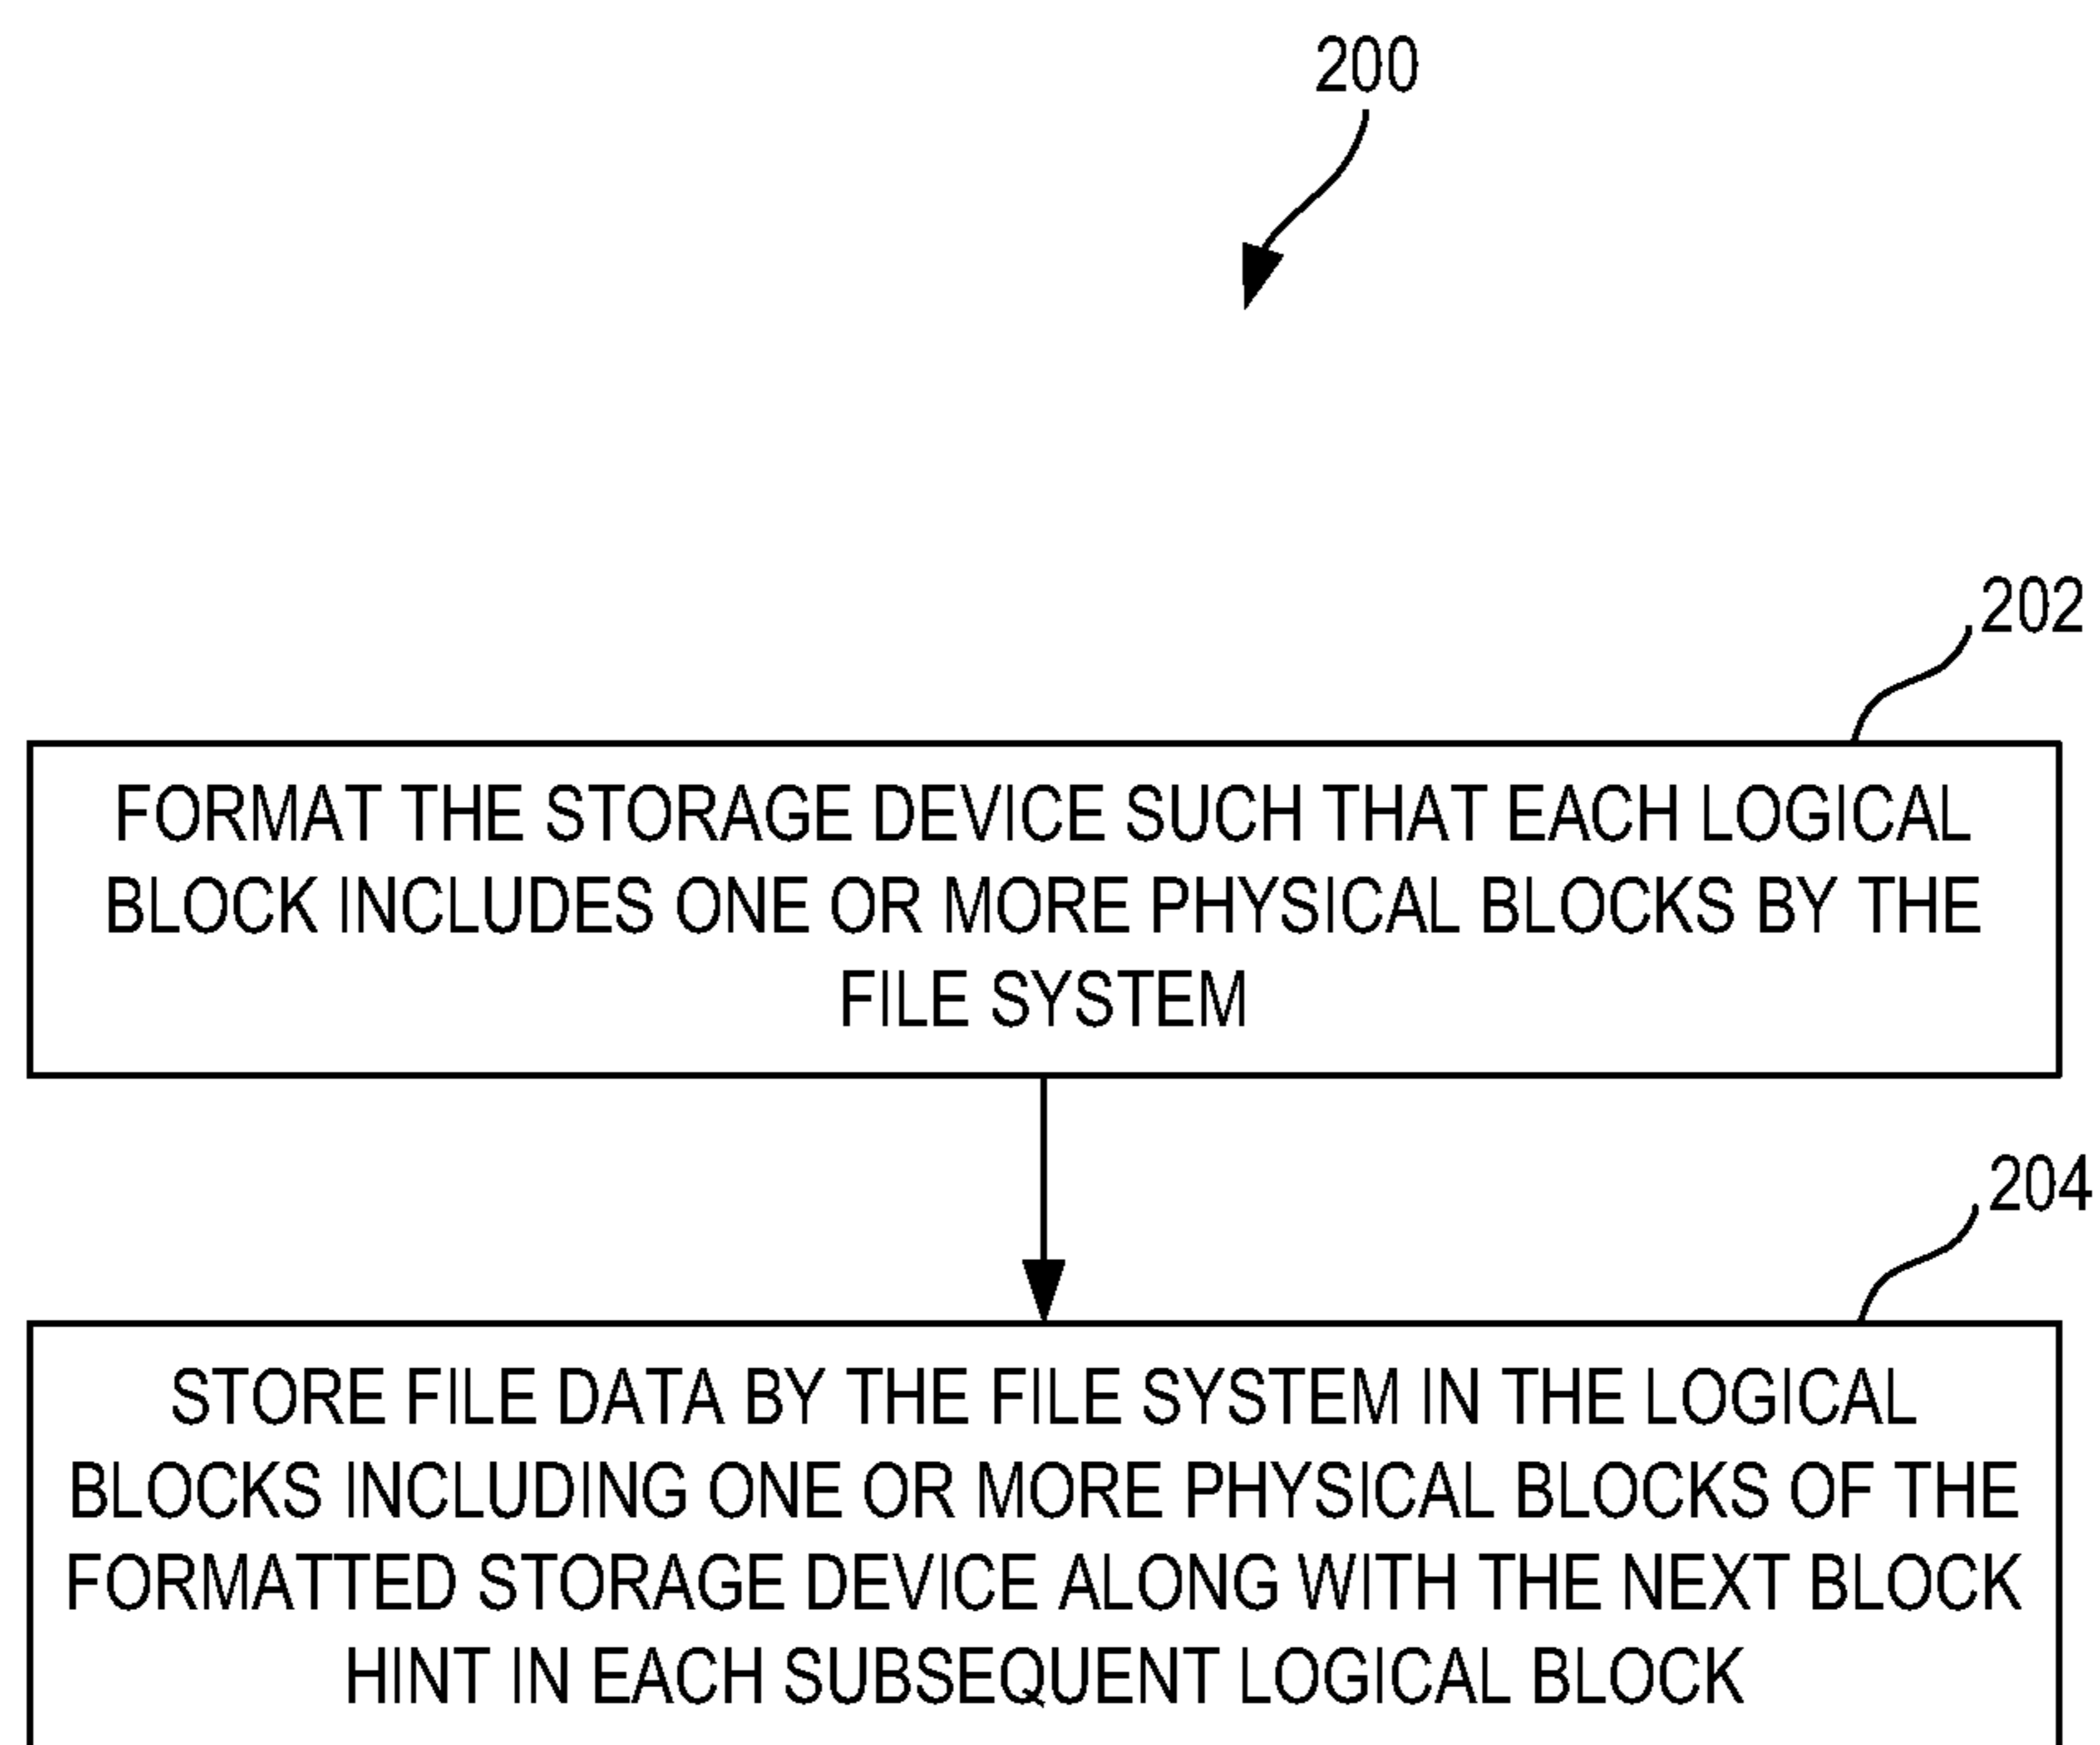 200
202
FORMAT THE STORAGE DEVICE SUCH THAT EACH LOGICAL
BLOCK INCLUDES ONE OR MORE PHYSICAL BLOCKS BY THE
FILE SYSTEM
204
STORE FILE DATA BY THE FILE SYSTEM IN THE LOGICAL
BLOCKS INCLUDING ONE OR MORE PHYSICAL BLOCKS OF THE
FORMATTED STORAGE DEVICE ALONG WITH THE NEXT BLOCK
HINT IN EACH SUBSEQUENT LOGICAL BLOCK